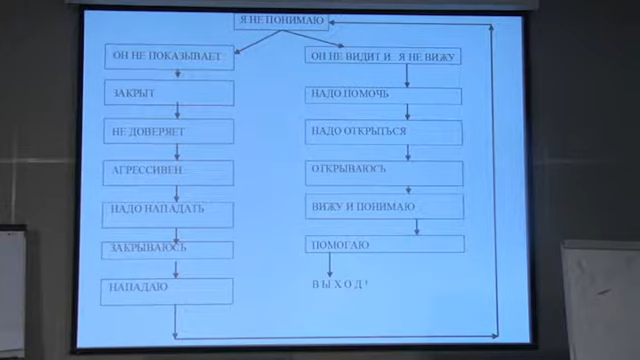 Я НЕ ПОНИМАЮ
ОН НЕ ПОКАЗЫВАЕТ
ЗАКРЫТ
НЕ ДОВЕРЯЕТ
АГРЕССИВЕН
НАДО НАПАДАТЬ
ЗАКРЫВАЮСЬ
НАПАДАЮ
ОН НЕ ВИДИТ И Я НЕ ВИЖУ
НАДО ПОМОЧЬ
НАДО ОТКРЫТЬСЯ
ОТКРЫВАЮСЬ
ВИЖУ И ПОНИМАЮ
ПОМОГАЮ
В Ы Х О Д !